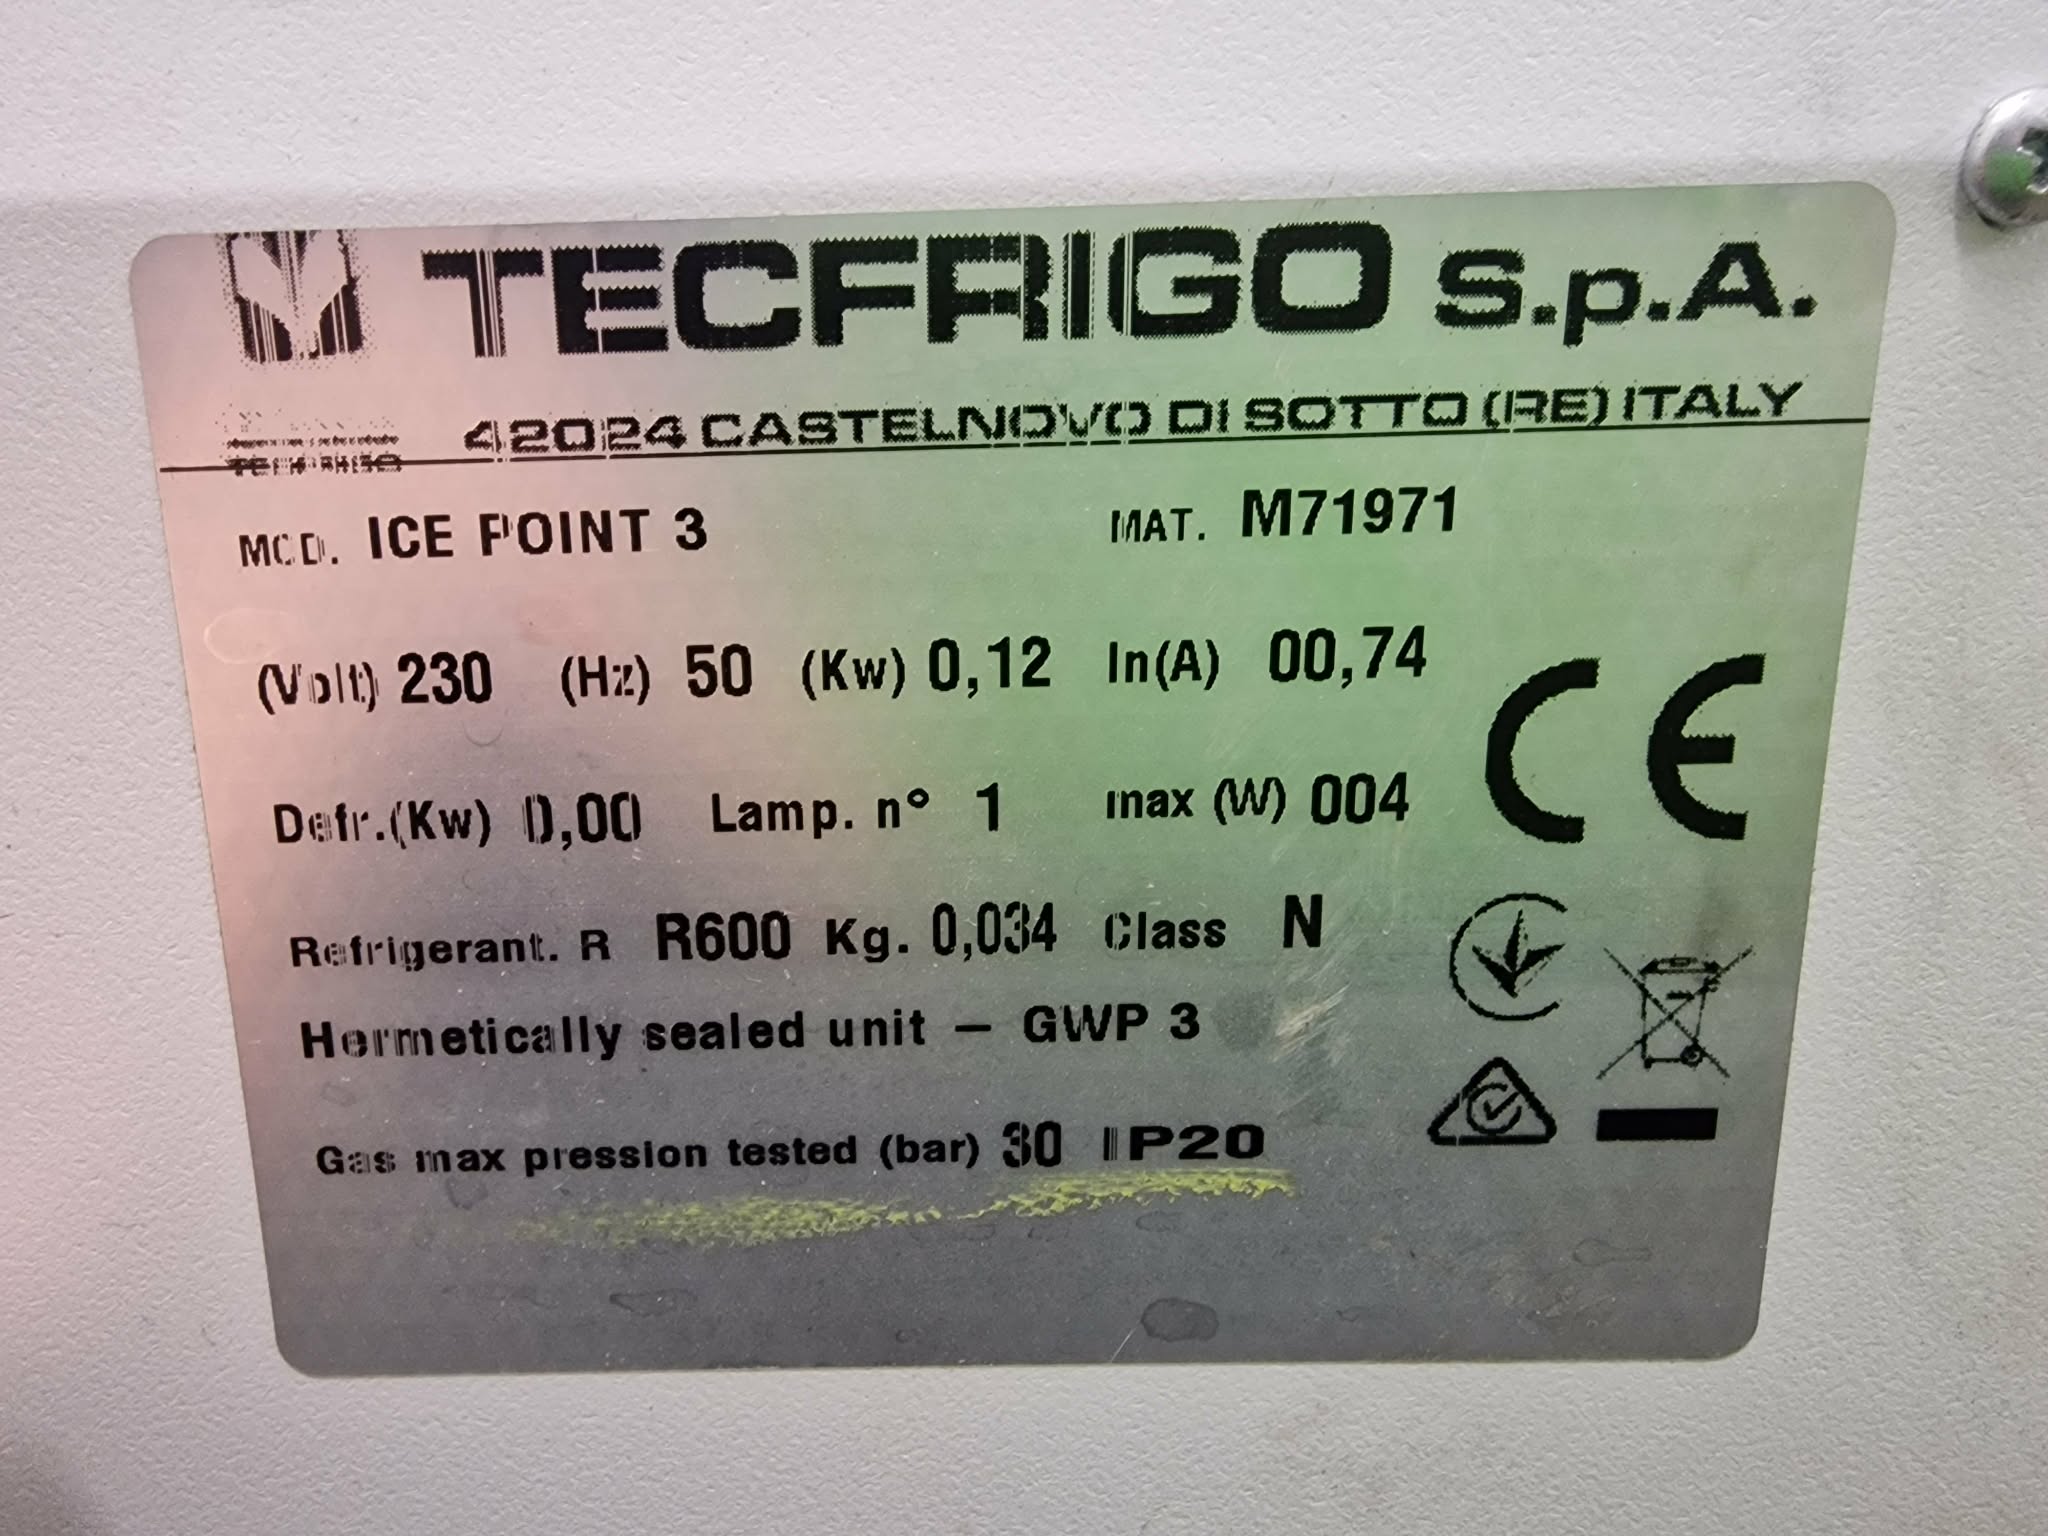 TECFRIGO S.p.A.
42024 CASTELNOVO DI SOTTO (RE) ITALY
MOD. ICE POINT 3 MAT. M71971
(Volt) 230 (Hz) 50 (Kw) 0,12 In(A) 00,74
CE
Defr.(Kw) 0,00 Lamp. n° 1 max (W) 004
Refrigerant. R R600 Kg. 0,034 Class N
Hermetically sealed unit – GWP 3
Gas max pression tested (bar) 30 IP20